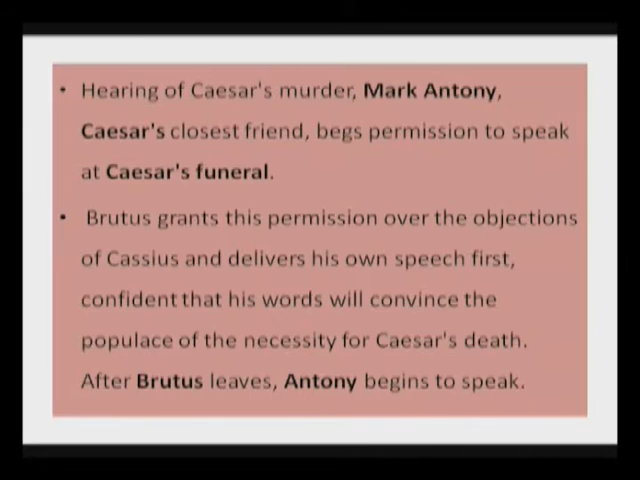 • Hearing of Caesar's murder, Mark Antony,
Caesar's closest friend, begs permission to speak
at Caesar's funeral.
• Brutus grants this permission over the objections
of Cassius and delivers his own speech first,
confident that his words will convince the
populace of the necessity for Caesar's death.
After Brutus leaves, Antony begins to speak.